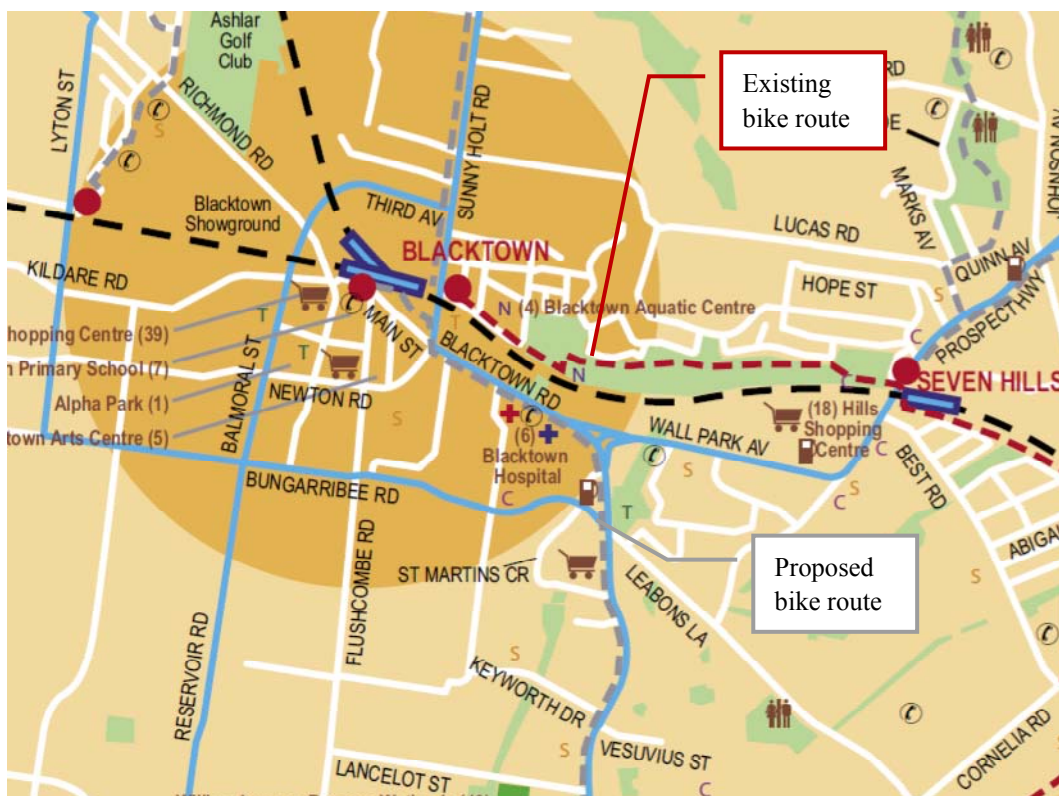 Ashlar
Golf
Club
LYTON ST
RICHMOND RD
S
Blacktown
Showground
THIRD AV
SUNNY HOLT RD
Existing
bike route
RD
DE
MARKS AV
JOHNSON
LUCAS RD
QUINN AV
HOPE ST
S
PROSPECT HWY
BLACKTOWN
KILDARE RD
N
(4) Blacktown Aquatic Centre
hopping Centre (39)
n Primary School (7)
Alpha Park (1)
town Arts Centre (5)
T
T
T
MAIN ST
NEWTON RD
BALMORAL ST
S
BLACKTOWN RD
N
C
C
SEVEN HILLS
(18) Hills
Shopping
Centre
C
WALL PARK AV
S
S
C
BEST RD
(6)
Blacktown
Hospital
C
BUNGARRIBEE RD
T
ABIGA
S
S
ST MARTINS CR
LEABONS LA
Proposed
bike route
FLUSHCOMBE RD
RESERVOIR RD
S
KEYWORTH DR
S
VESUVIUS ST
C
CORNELIA RD
LANCELOT ST